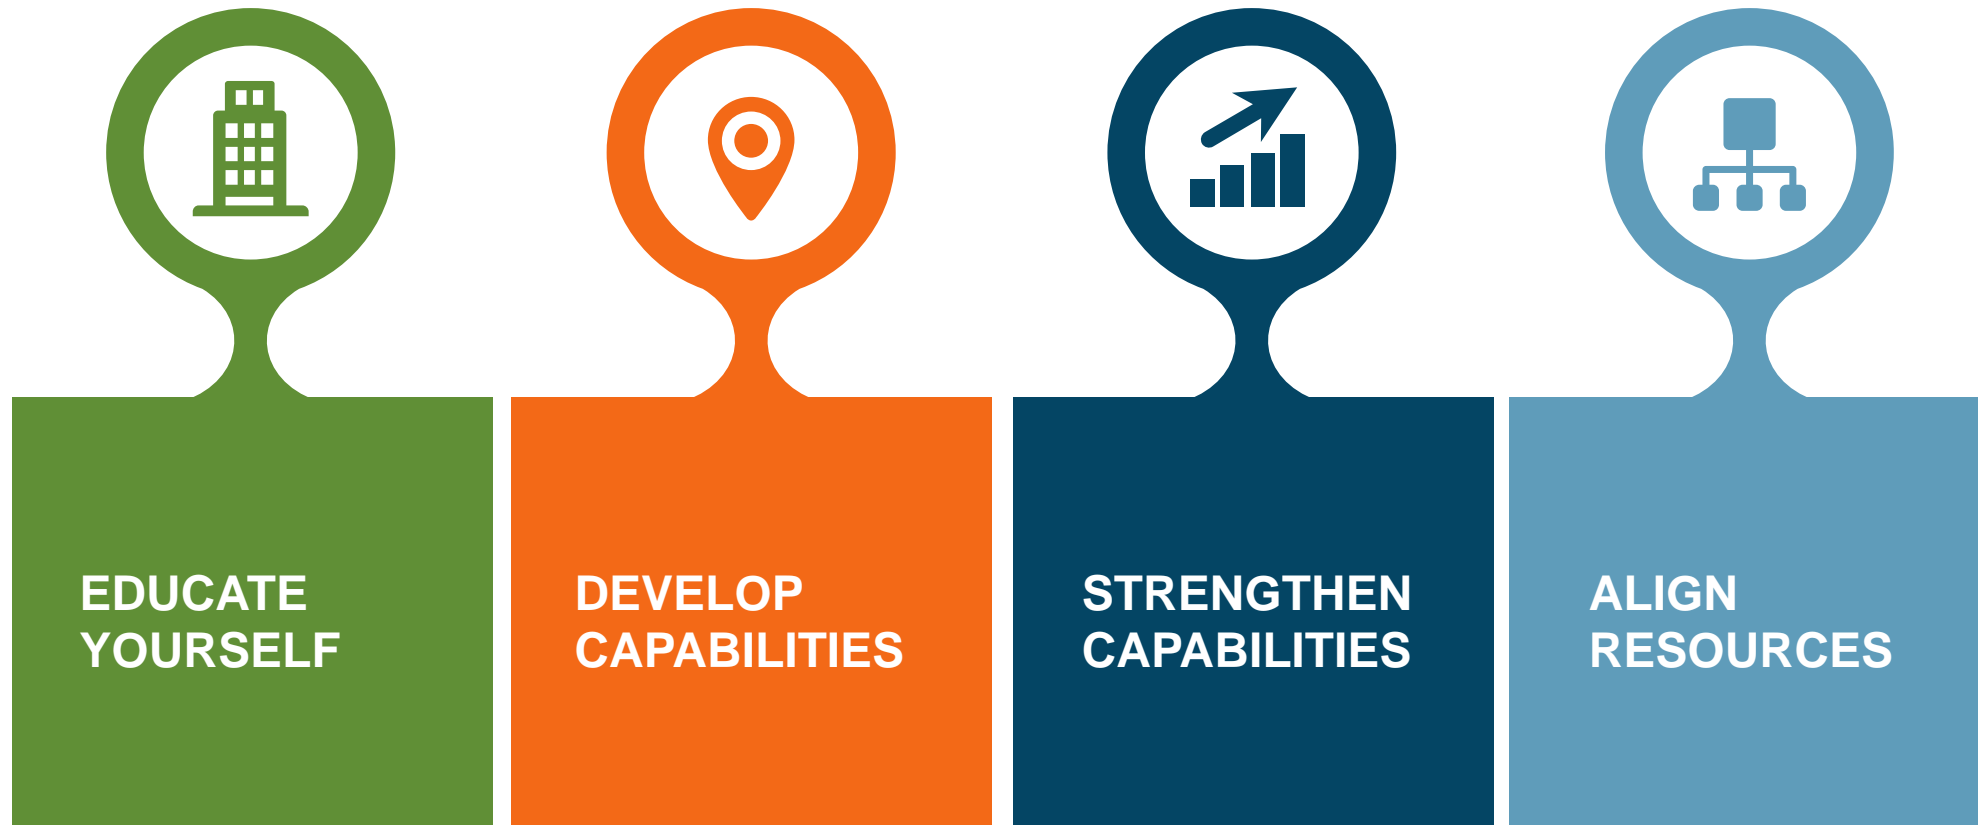 EDUCATE
YOURSELF
DEVELOP
CAPABILITIES
STRENGTHEN
CAPABILITIES
ALIGN
RESOURCES